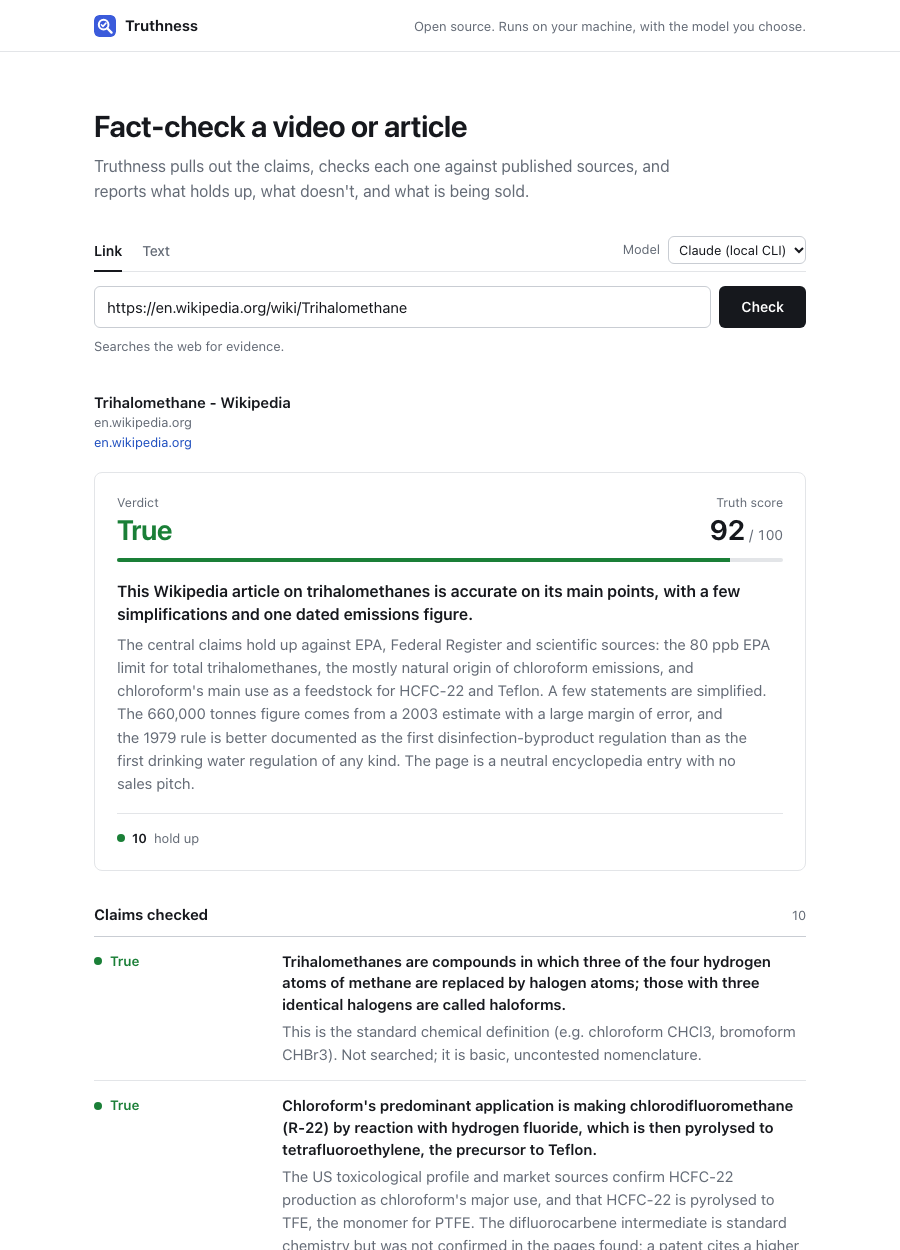 Truthness
Open source. Runs on your machine, with the model you choose.
Fact-check a video or article
Truthness pulls out the claims, checks each one against published sources, and
reports what holds up, what doesn't, and what is being sold.
Link
Text
Model
Claude (local CLI)
https://en.wikipedia.org/wiki/Trihalomethane
Check
Searches the web for evidence.
Trihalomethane - Wikipedia
en.wikipedia.org
en.wikipedia.org
Verdict
Truth score
True
92 / 100
This Wikipedia article on trihalomethanes is accurate on its main points, with a few
simplifications and one dated emissions figure.
The central claims hold up against EPA, Federal Register and scientific sources: the 80 ppb EPA
limit for total trihalomethanes, the mostly natural origin of chloroform emissions, and
chloroform's main use as a feedstock for HCFC-22 and Teflon. A few statements are simplified.
The 660,000 tonnes figure comes from a 2003 estimate with a large margin of error, and
the 1979 rule is better documented as the first disinfection-byproduct regulation than as the
first drinking water regulation of any kind. The page is a neutral encyclopedia entry with no
sales pitch.
10 hold up
Claims checked
10
True
Trihalomethanes are compounds in which three of the four hydrogen
atoms of methane are replaced by halogen atoms; those with three
identical halogens are called haloforms.
This is the standard chemical definition (e.g. chloroform CHCl3, bromoform
CHBr3). Not searched; it is basic, uncontested nomenclature.
True
Chloroform's predominant application is making chlorodifluoromethane
(R-22) by reaction with hydrogen fluoride, which is then pyrolysed to
tetrafluoroethylene, the precursor to Teflon.
The US toxicological profile and market sources confirm HCFC-22
production as chloroform's major use, and that HCFC-22 is pyrolysed to
TFE, the monomer for PTFE. The difluorocarbene intermediate is standard
chemistry but was not confirmed in the pages found; a patent cites a higher